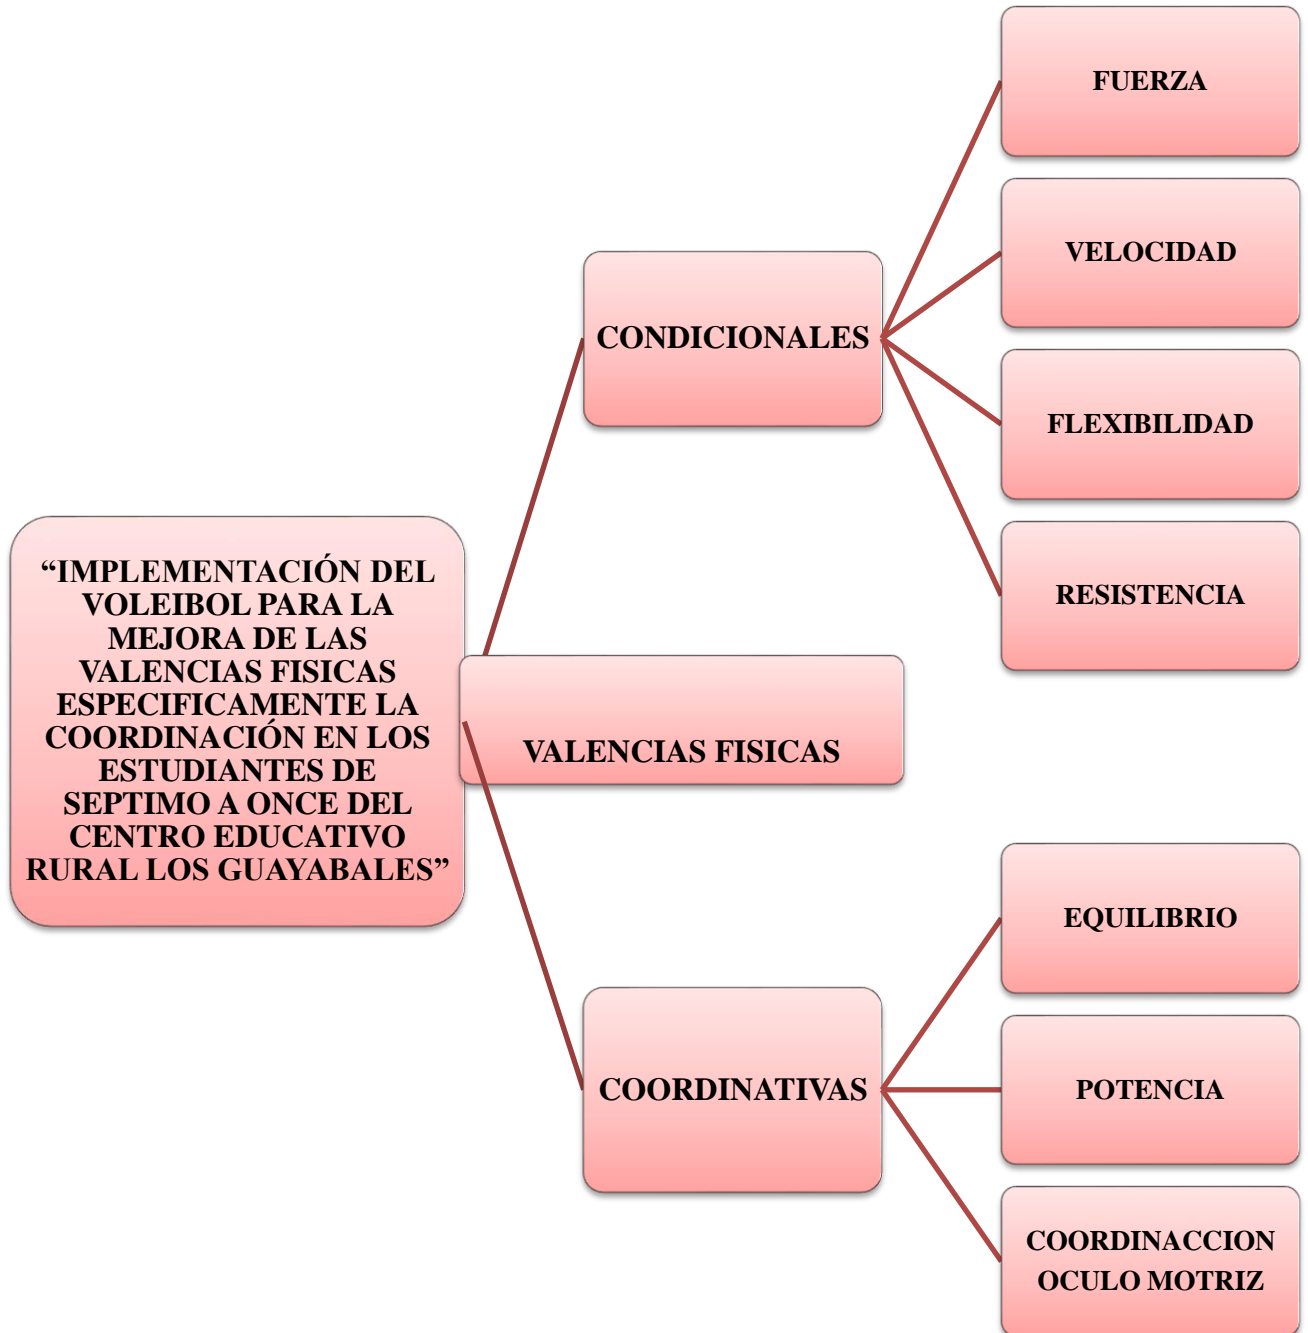 “IMPLEMENTACIÓN DEL
VOLEIBOL PARA LA
MEJORA DE LAS
VALENCIAS FISICAS
ESPECIFICAMENTE LA
COORDINACIÓN EN LOS
ESTUDIANTES DE
SEPTIMO A ONCE DEL
CENTRO EDUCATIVO
RURAL LOS GUAYABALES”
VALENCIAS FISICAS
CONDICIONALES
FUERZA
VELOCIDAD
FLEXIBILIDAD
RESISTENCIA
COORDINATIVAS
EQUILIBRIO
POTENCIA
COORDINACCION
OCULO MOTRIZ